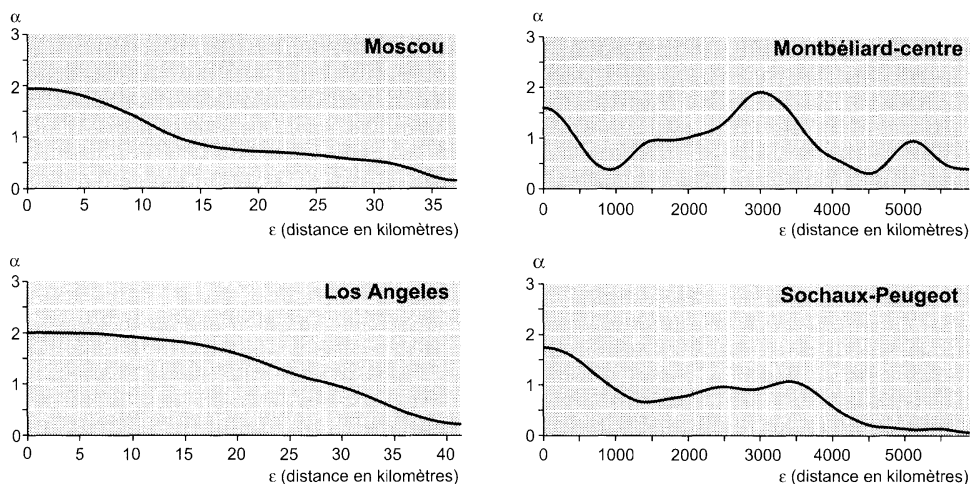 α
3
Moscou
2
1
0
0 5 10 15 20 25 30 35
ε (distance en kilomètres)
α
3
Montbéliard-centre
2
1
0
0 1000 2000 3000 4000 5000
ε (distance en kilomètres)
α
3
Los Angeles
2
1
0
0 5 10 15 20 25 30 35 40
ε (distance en kilomètres)
α
3
Sochaux-Peugeot
2
1
0
0 1000 2000 3000 4000 5000
ε (distance en kilomètres)